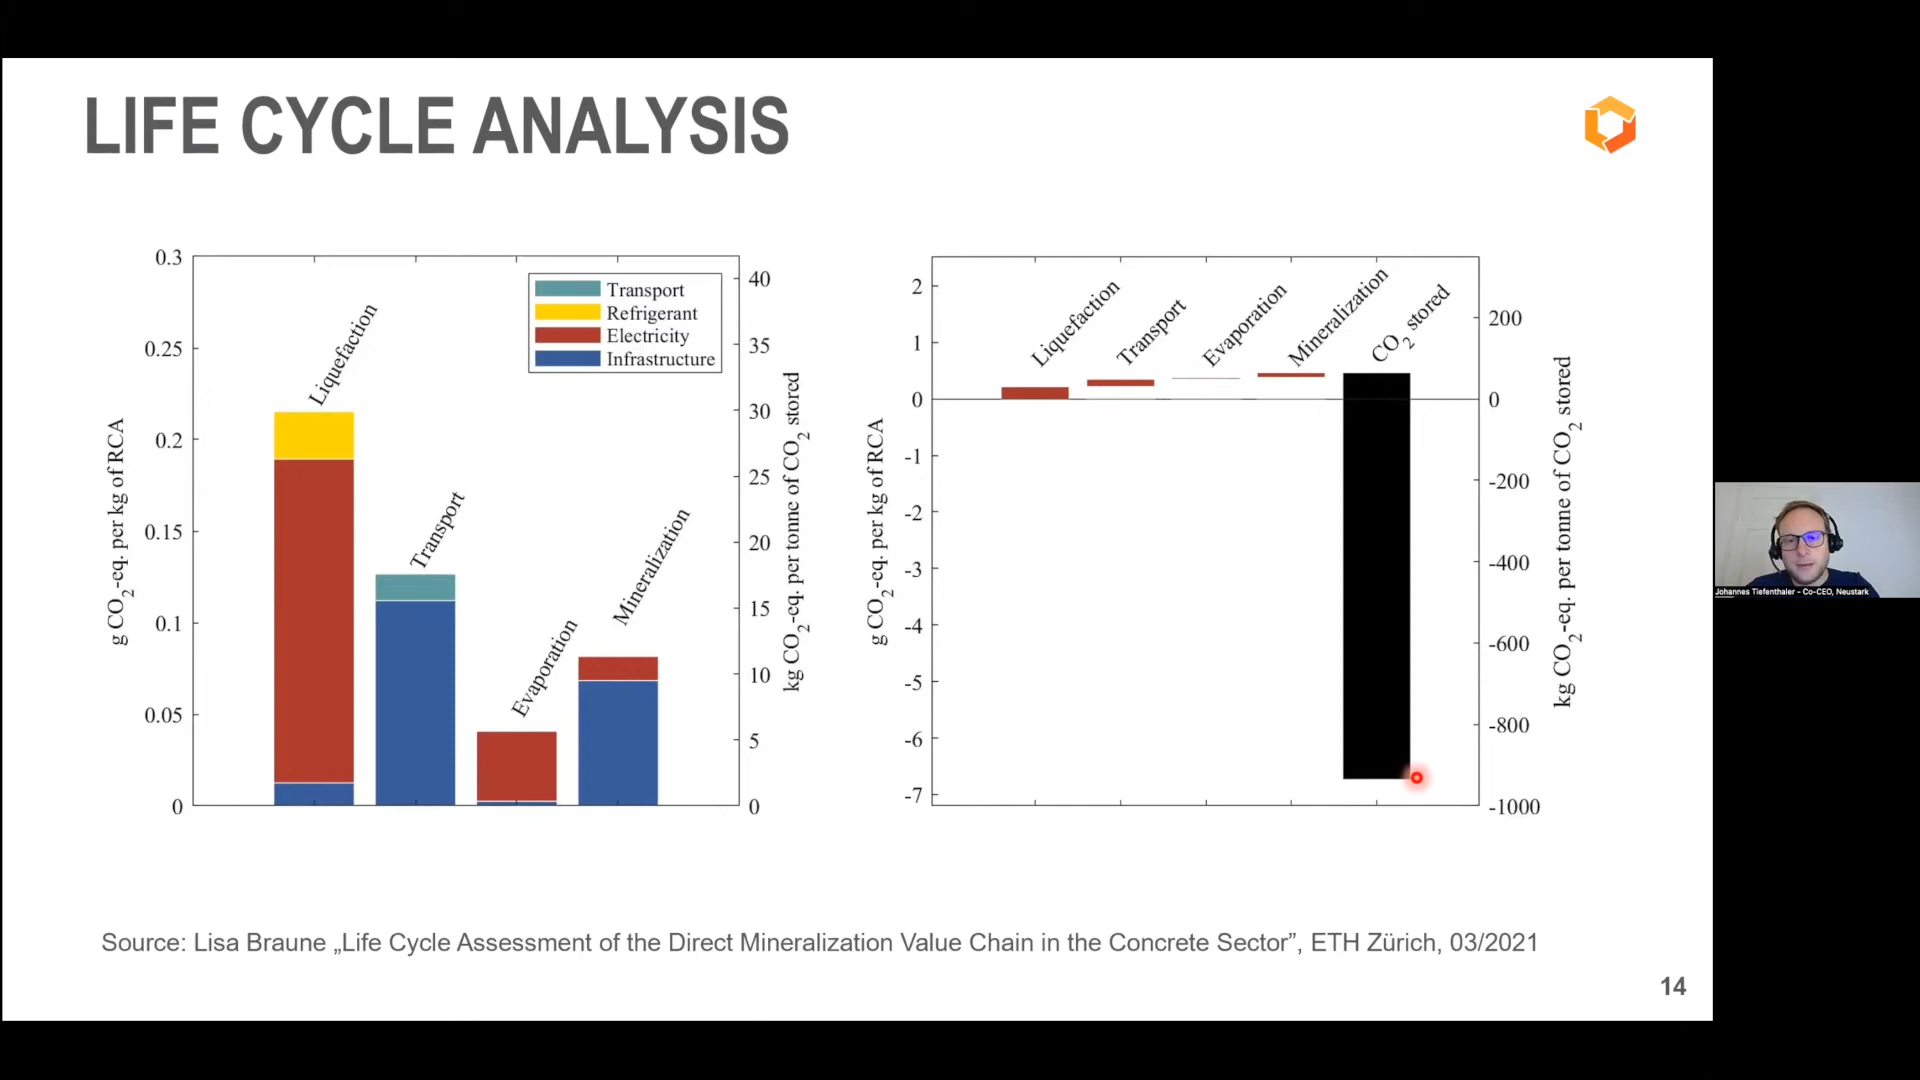 LIFE CYCLE ANALYSIS
g CO2-eq. per kg of RCA
0.3
0.25
0.2
0.15
0.1
0.05
0
Liquefaction
Transport
Evaporation
Mineralization
Transport
Refrigerant
Electricity
Infrastructure
40
35
30
25
20
15
10
5
0
kg CO2-eq. per tonne of CO2 stored
g CO2-eq. per kg of RCA
2
1
0
-1
-2
-3
-4
-5
-6
-7
Liquefaction
Transport
Evaporation
Mineralization
CO2 stored
200
0
-200
-400
-600
-800
-1000
kg CO2-eq. per tonne of CO2 stored
Johannes Tiefenthaler - Co-CEO, Neustark
Source: Lisa Braune „Life Cycle Assessment of the Direct Mineralization Value Chain in the Concrete Sector”, ETH Zürich, 03/2021
14